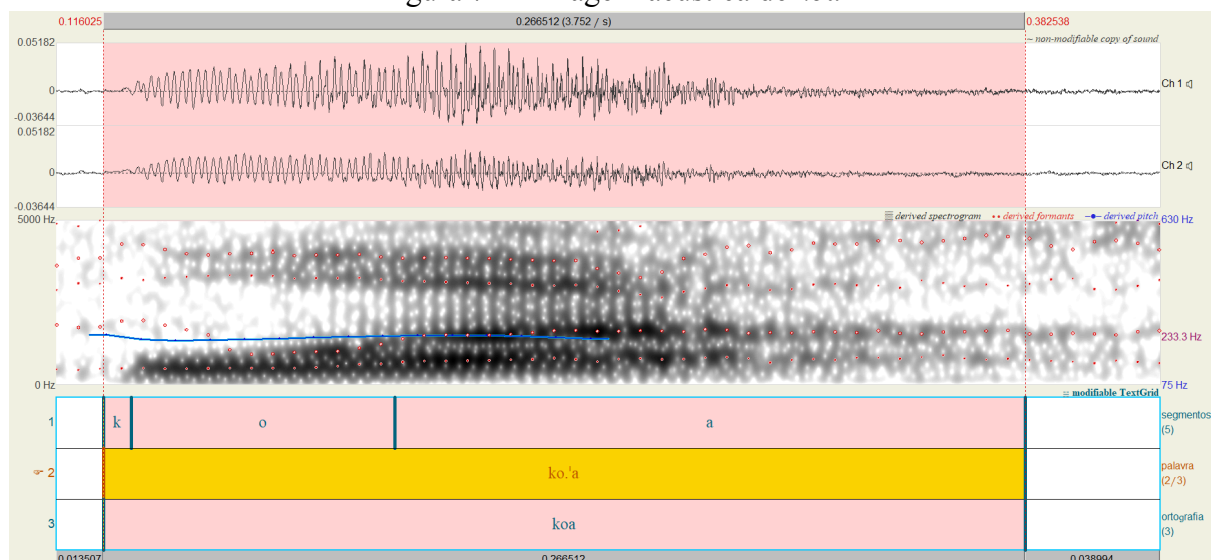 0.116025 0.266512 (3.752 / s) 0.382538
~ non-modifiable copy of sound
0.05182
0 Ch 1
-0.03644
0.05182
0 Ch 2
-0.03644
5000 Hz derived spectrogram derived formants derived pitch 630 Hz
233.3 Hz
0 Hz 75 Hz
modifiable TextGrid
1 k o a segmentos
(5)
2 ko.ˈa palavra
(2/3)
3 koa ortografia
(3)
0.013507 0.266512 0.038994